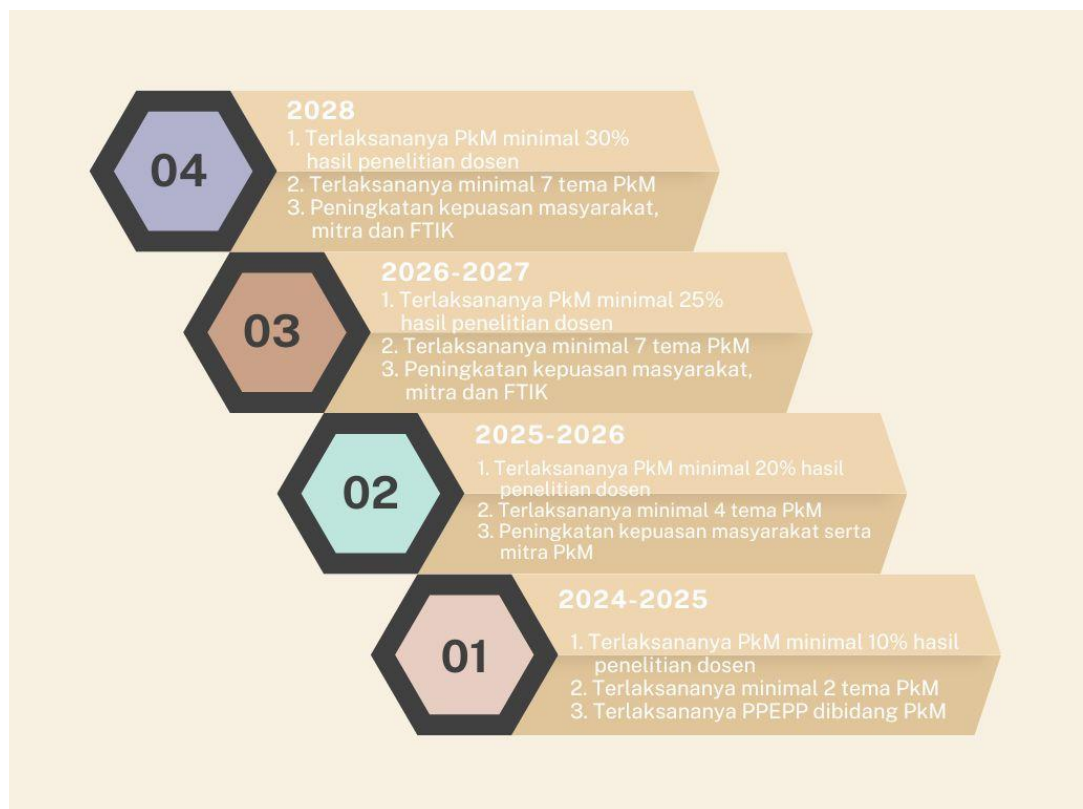 04
2028
1. Terlaksananya PkM minimal 30%
hasil penelitian dosen
2. Terlaksananya minimal 7 tema PkM
3. Peningkatan kepuasan masyarakat,
mitra dan FTIK
03
2026-2027
1. Terlaksananya PkM minimal 25%
hasil penelitian dosen
2. Terlaksananya minimal 7 tema PkM
3. Peningkatan kepuasan masyarakat,
mitra dan FTIK
02
2025-2026
1. Terlaksananya PkM minimal 20% hasil
penelitian dosen
2. Terlaksananya minimal 4 tema PkM
3. Peningkatan kepuasan masyarakat serta
mitra PkM
01
2024-2025
1. Terlaksananya PkM minimal 10% hasil
penelitian dosen
2. Terlaksananya minimal 2 tema PkM
3. Terlaksananya PPEPP dibidang PkM